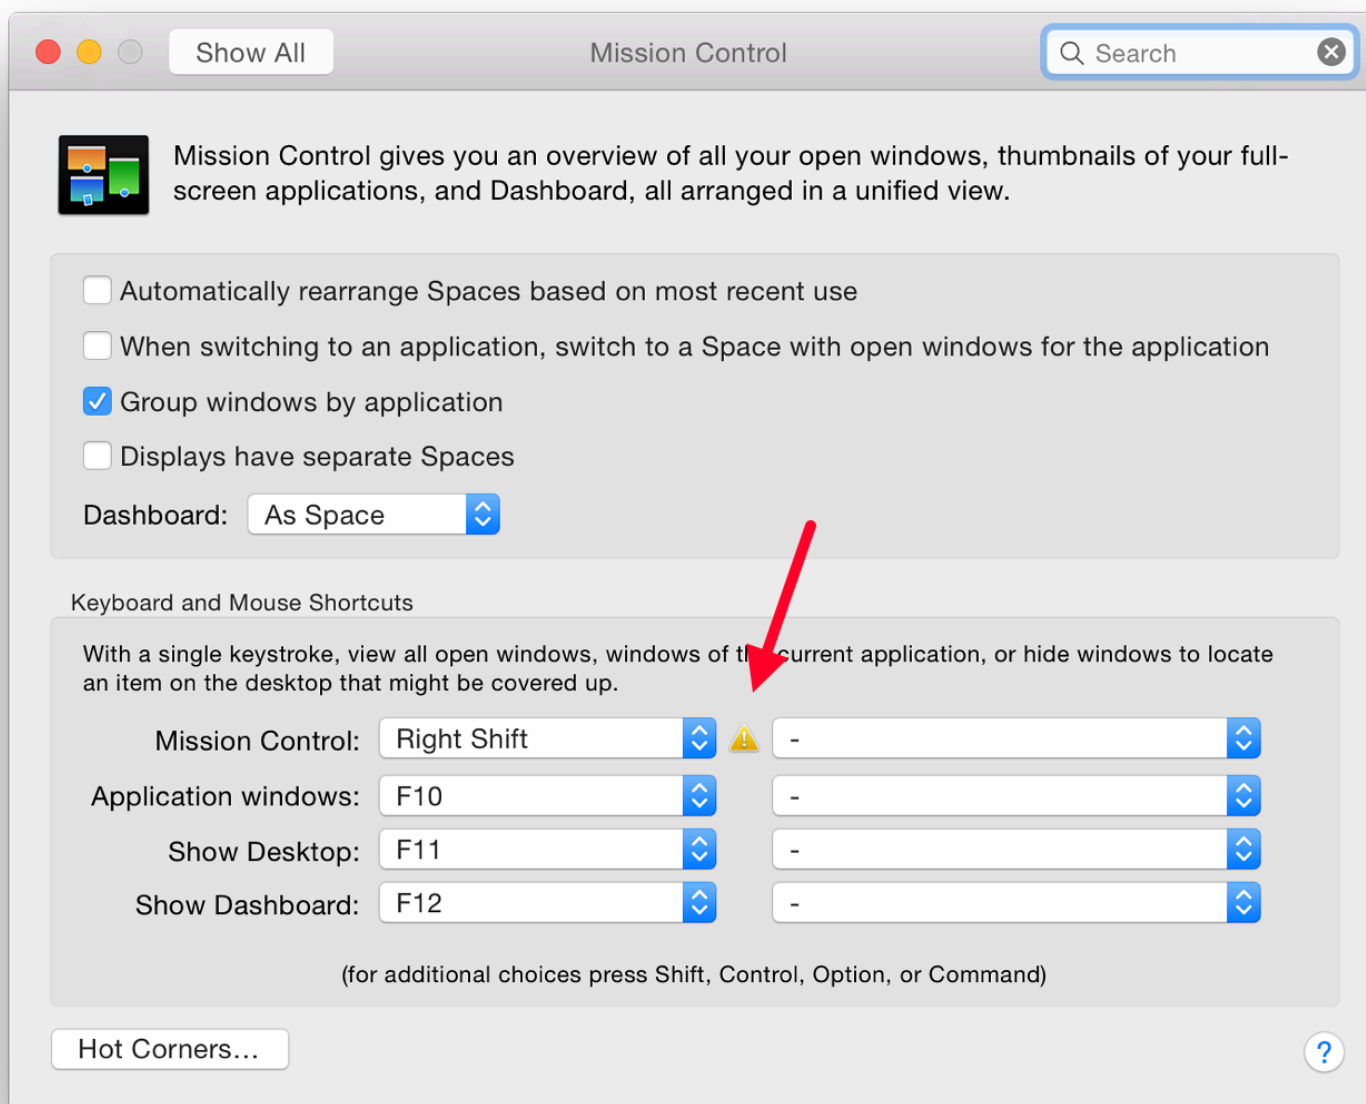 Show All
Mission Control
Search
Mission Control gives you an overview of all your open windows, thumbnails of your full-
screen applications, and Dashboard, all arranged in a unified view.
Automatically rearrange Spaces based on most recent use
When switching to an application, switch to a Space with open windows for the application
Group windows by application
Displays have separate Spaces
Dashboard: As Space
Keyboard and Mouse Shortcuts
With a single keystroke, view all open windows, windows of current application, or hide windows to locate
an item on the desktop that might be covered up.
Mission Control: Right Shift -
Application windows: F10 -
Show Desktop: F11 -
Show Dashboard: F12 -
(for additional choices press Shift, Control, Option, or Command)
Hot Corners...
?